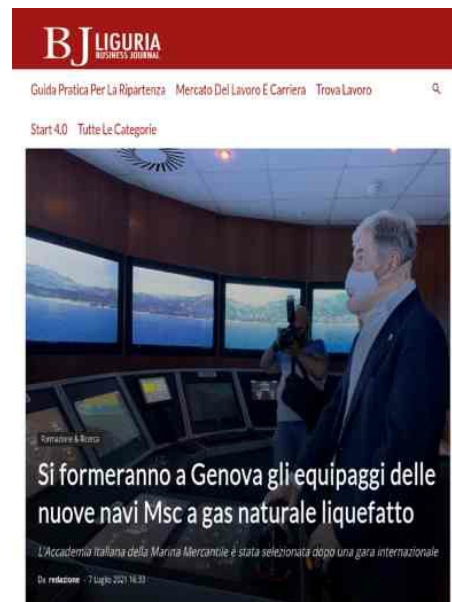 BJ LIGURIA
BUSINESS JOURNAL
Guida Pratica Per La Ripartenza Mercato Del Lavoro E Carriera Trova Lavoro
Start 4.0 Tutte Le Categorie
Formazione & Ricerca
Si formeranno a Genova gli equipaggi delle
nuove navi Msc a gas naturale liquefatto
L'Accademia Italiana della Marina Mercantile è stata selezionata dopo una gara internazionale
Da redazione - 7 Luglio 2021 16:33